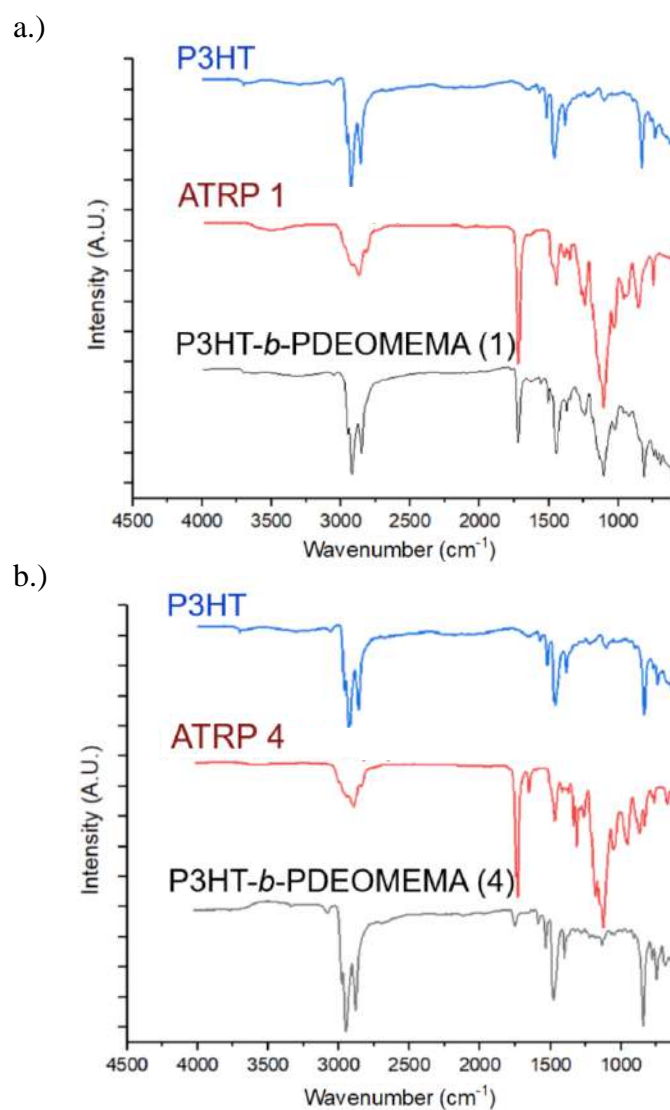 a.)
P3HT
ATRP 1
P3HT-b-PDEOMEMA (1)
Intensity (A.U.)
4500 4000 3500 3000 2500 2000 1500 1000
Wavenumber (cm⁻¹)
b.)
P3HT
ATRP 4
P3HT-b-PDEOMEMA (4)
Intensity (A.U.)
4500 4000 3500 3000 2500 2000 1500 1000
Wavenumber (cm⁻¹)